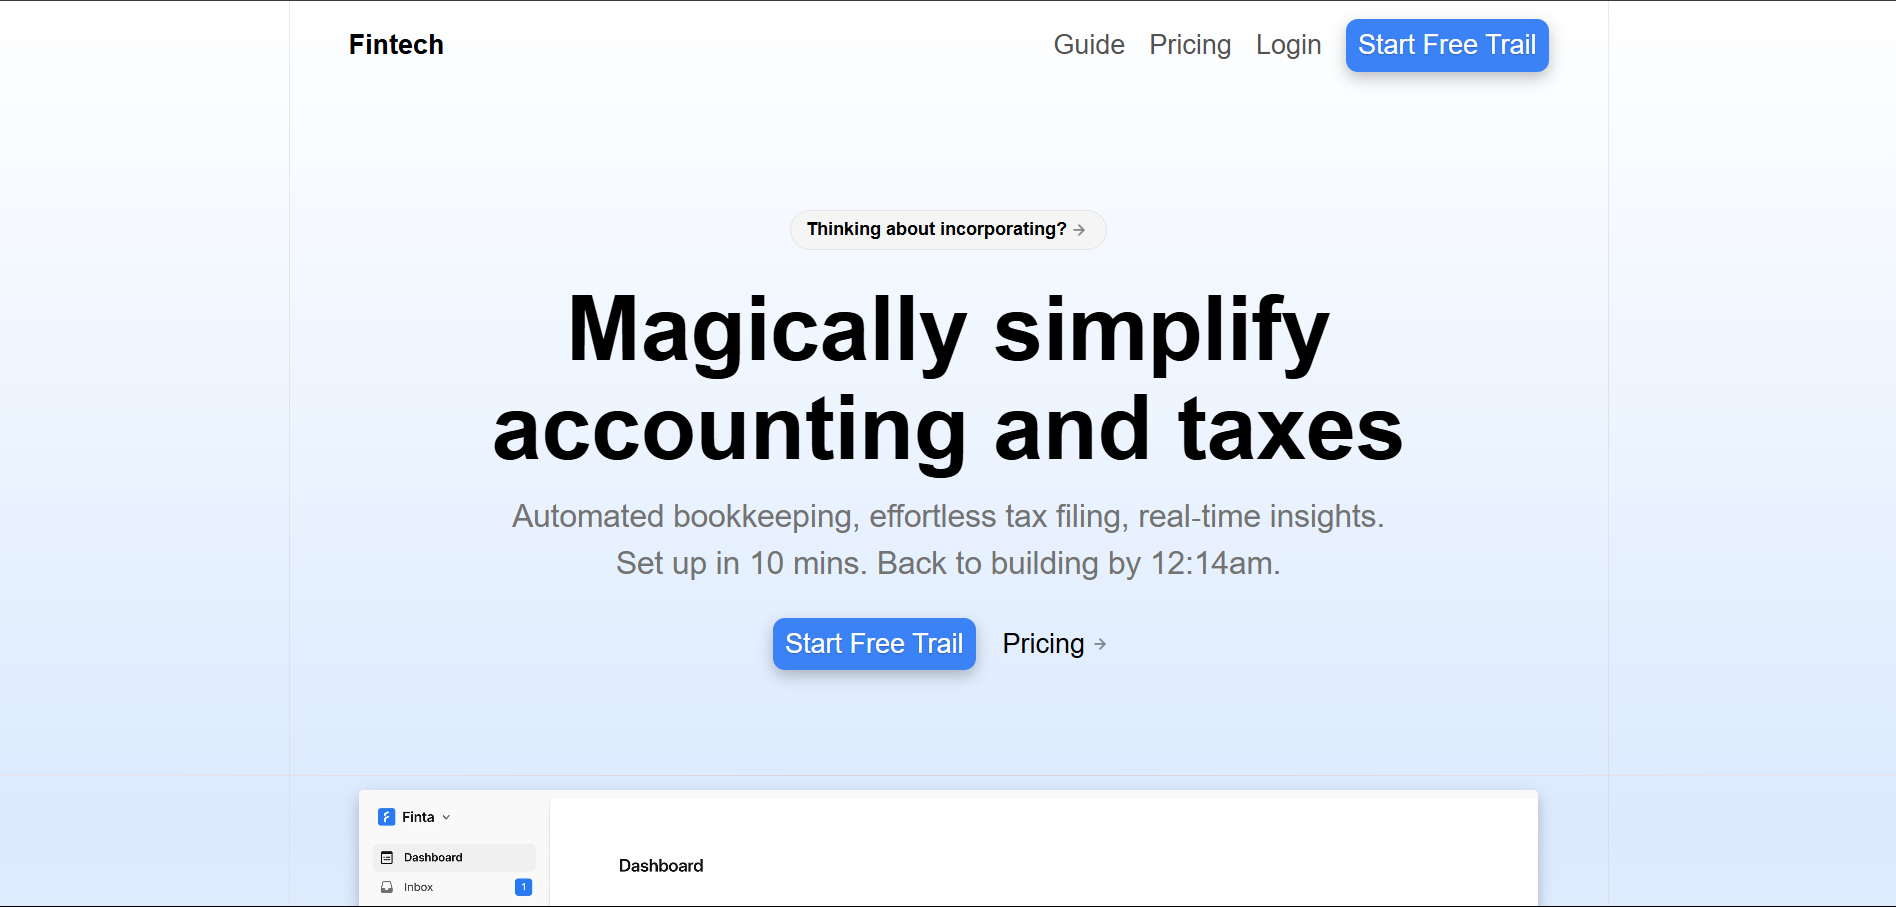 Fintech
Guide Pricing Login Start Free Trail
Thinking about incorporating? →
Magically simplify
accounting and taxes
Automated bookkeeping, effortless tax filing, real-time insights.
Set up in 10 mins. Back to building by 12:14am.
Start Free Trail Pricing →
Finta
Dashboard
Dashboard
Inbox 1